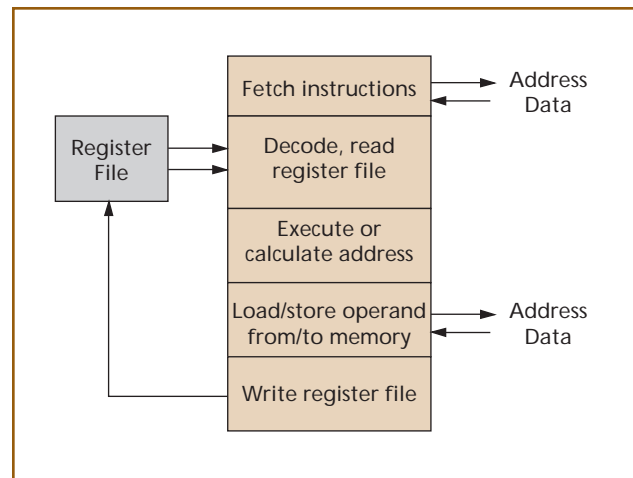 Fetch instructions
Address
Data
Register
File
Decode, read
register file
Execute or
calculate address
Load/store operand
from/to memory
Address
Data
Write register file